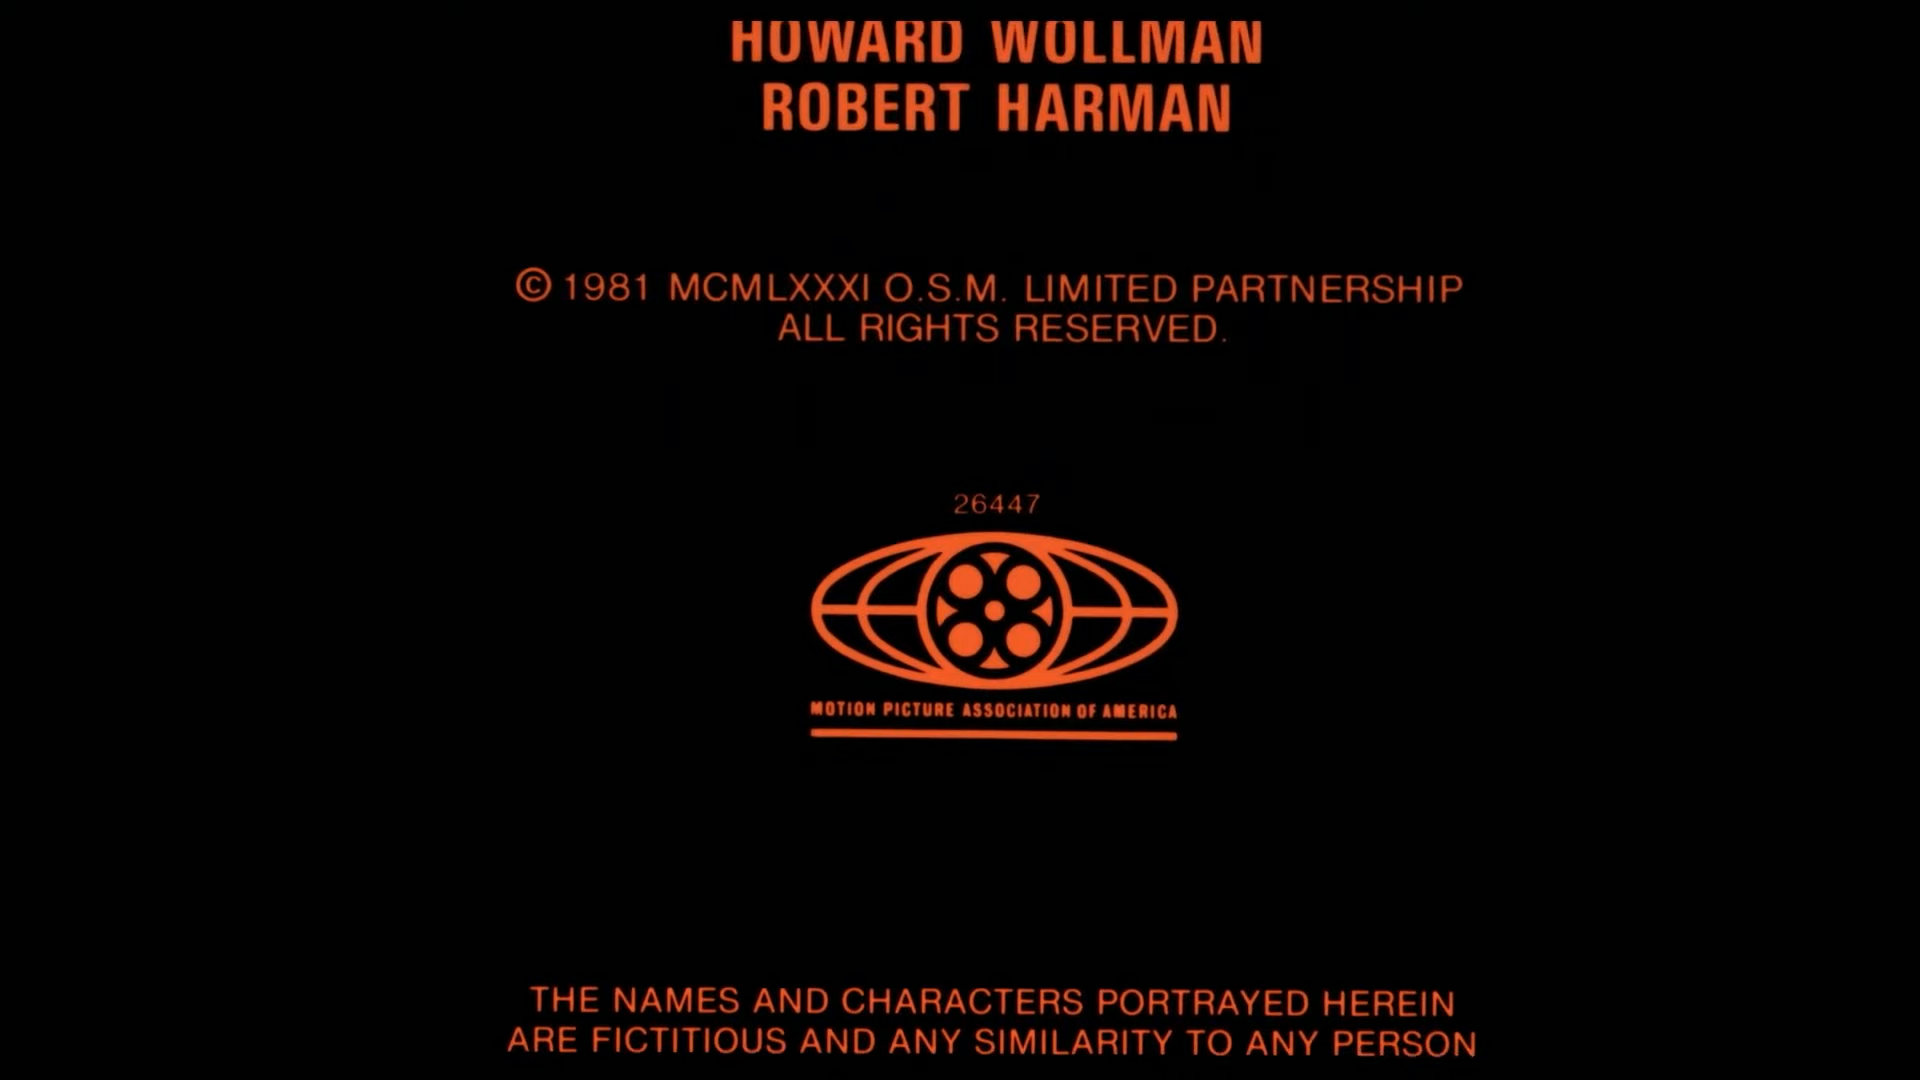 HOWARD WOLLMAN
ROBERT HARMAN
© 1981 MCMLXXXI O.S.M. LIMITED PARTNERSHIP
ALL RIGHTS RESERVED.
26447
MOTION PICTURE ASSOCIATION OF AMERICA
THE NAMES AND CHARACTERS PORTRAYED HEREIN
ARE FICTITIOUS AND ANY SIMILARITY TO ANY PERSON